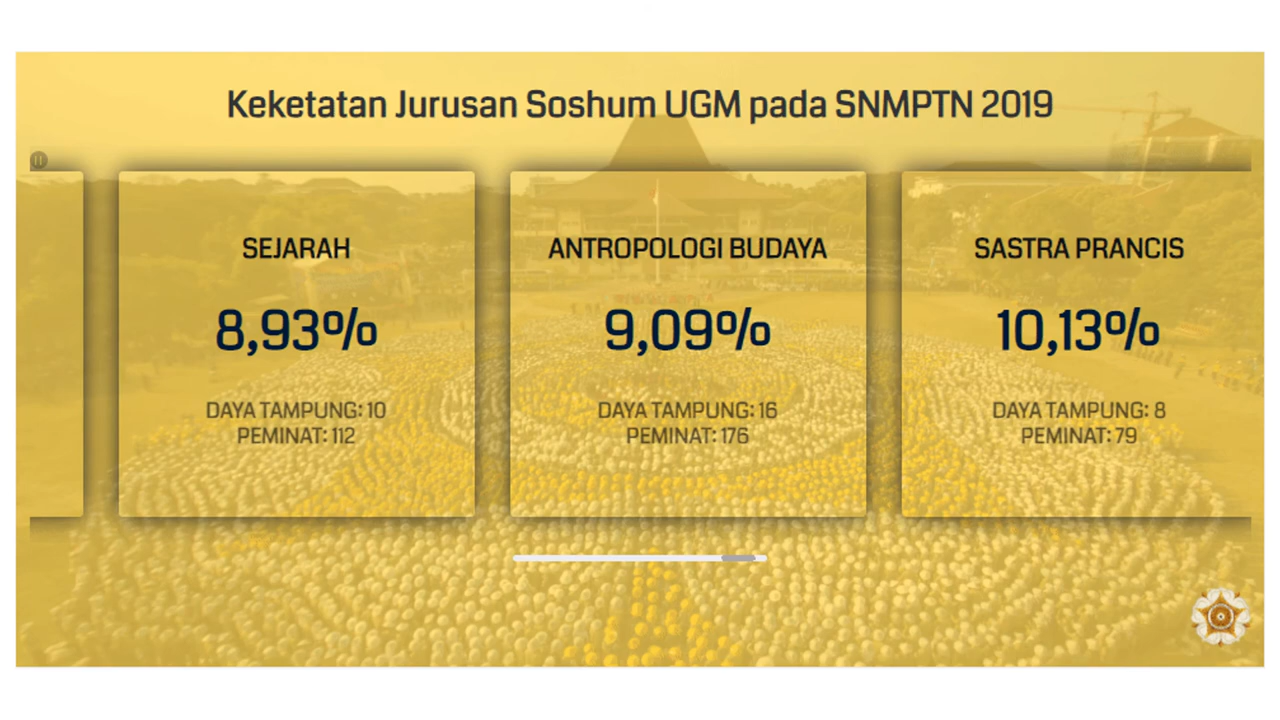 Keketatan Jurusan Soshum UGM pada SNMPTN 2019
SEJARAH
8,93%
DAYA TAMPUNG: 10
PEMINAT: 112
ANTROPOLOGI BUDAYA
9,09%
DAYA TAMPUNG: 16
PEMINAT: 176
SASTRA PRANCIS
10,13%
DAYA TAMPUNG: 8
PEMINAT: 79